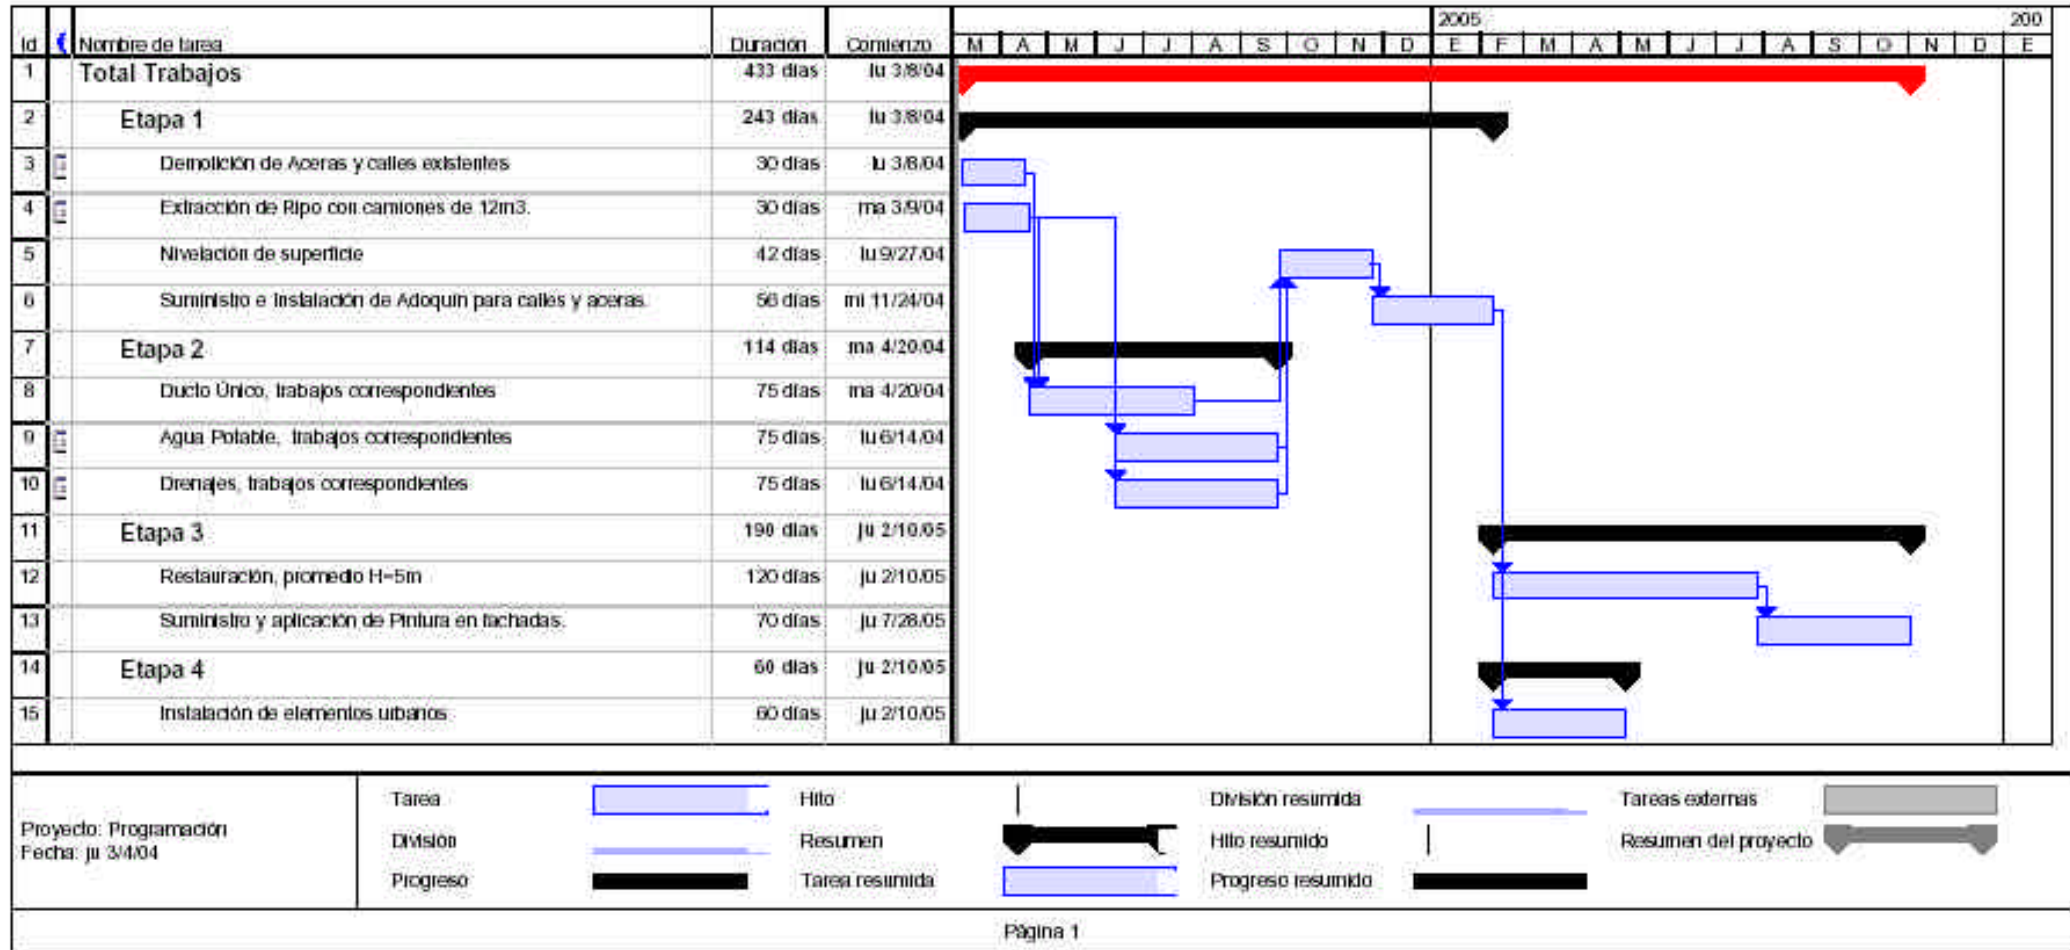 2005 200
Id Nombre de tarea Duración Comienzo M A M J J A S O N D E F M A M J J A S O N D E
1 Total Trabajos 433 días lu 3/8/04
2 Etapa 1 243 días lu 3/8/04
3 Demolición de Aceras y calles existentes 30 días lu 3/8/04
4 Extracción de Ripo con camiones de 12m3. 30 días ma 3/9/04
5 Nivelación de superficie 42 días lu 9/27/04
6 Suministro e Instalación de Adoquín para calles y aceras. 56 días mi 11/24/04
7 Etapa 2 114 días ma 4/20/04
8 Ducto Único, trabajos correspondientes 75 días ma 4/20/04
9 Agua Potable, trabajos correspondientes 75 días lu 6/14/04
10 Drenajes, trabajos correspondientes 75 días lu 6/14/04
11 Etapa 3 190 días ju 2/10/05
12 Restauración, promedio H=5m 120 días ju 2/10/05
13 Suministro y aplicación de Pintura en fachadas. 70 días ju 7/28/05
14 Etapa 4 60 días ju 2/10/05
15 Instalación de elementos urbanos 60 días ju 2/10/05
Proyecto: Programación
Fecha: ju 3/4/04
Tarea Hito División resumida Tareas externas
División Resumen Hito resumido Resumen del proyecto
Progreso Tarea resumida Progreso resumido
Página 1